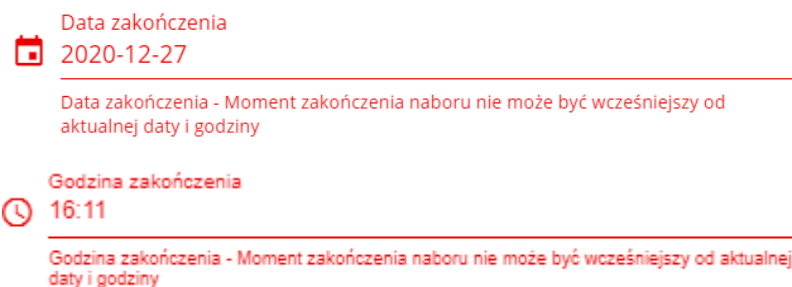 Data zakończenia
2020-12-27
Data zakończenia - Moment zakończenia naboru nie może być wcześniejszy od
aktualnej daty i godziny
Godzina zakończenia
16:11
Godzina zakończenia - Moment zakończenia naboru nie może być wcześniejszy od aktualnej
daty i godziny